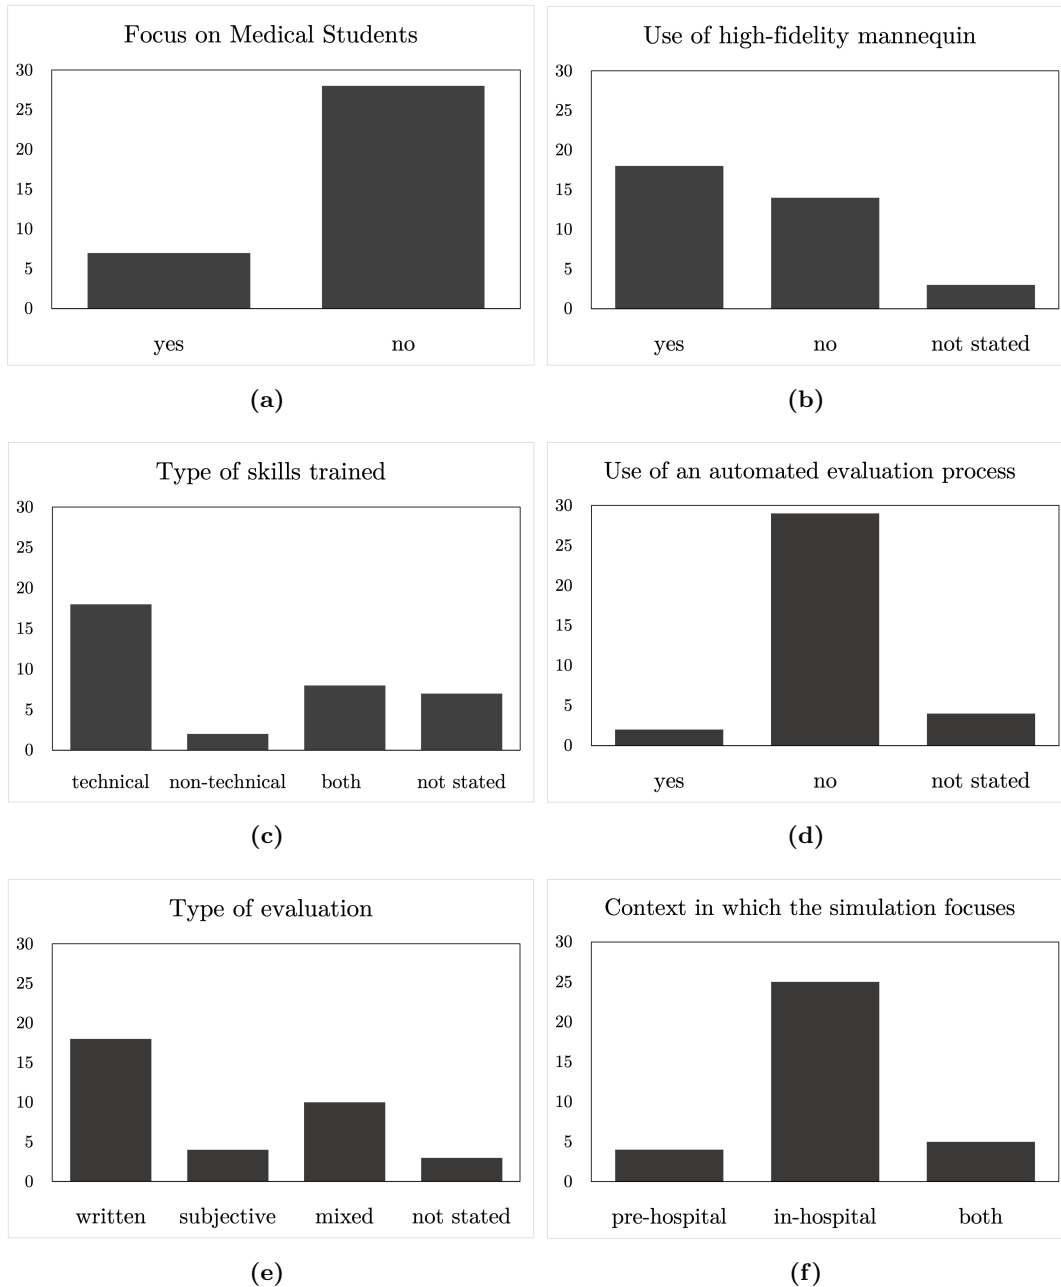 Focus on Medical Students
30
25
20
15
10
5
0
yes no
(a)
Use of high-fidelity mannequin
30
25
20
15
10
5
0
yes no not stated
(b)
Type of skills trained
30
25
20
15
10
5
0
technical non-technical both not stated
(c)
Use of an automated evaluation process
30
25
20
15
10
5
0
yes no not stated
(d)
Type of evaluation
30
25
20
15
10
5
0
written subjective mixed not stated
(e)
Context in which the simulation focuses
30
25
20
15
10
5
0
pre-hospital in-hospital both
(f)